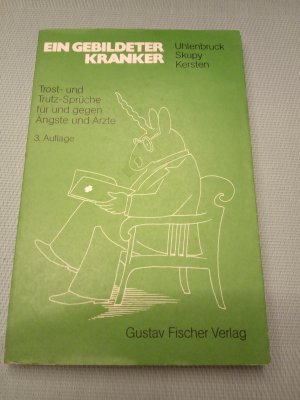 EIN GEBILDETER
KRANKER
Uhlenbruck
Skupy
Kersten
Trost- und
Trutz-Sprüche
für und gegen
Ängste und Ärzte
3. Auflage
Gustav Fischer Verlag